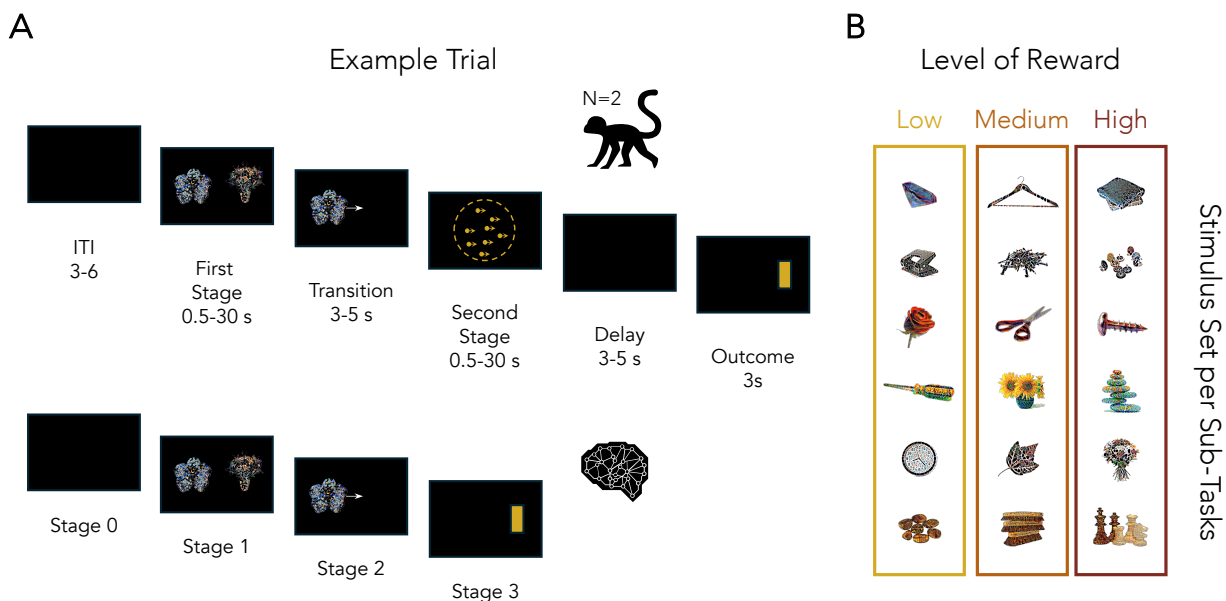 A
Example Trial
N=2
ITI
3-6
First
Stage
0.5-30 s
Transition
3-5 s
Second
Stage
0.5-30 s
Delay
3-5 s
Outcome
3s
Stage 0
Stage 1
Stage 2
Stage 3
B
Level of Reward
Low
Medium
High
Stimulus Set per Sub-Tasks